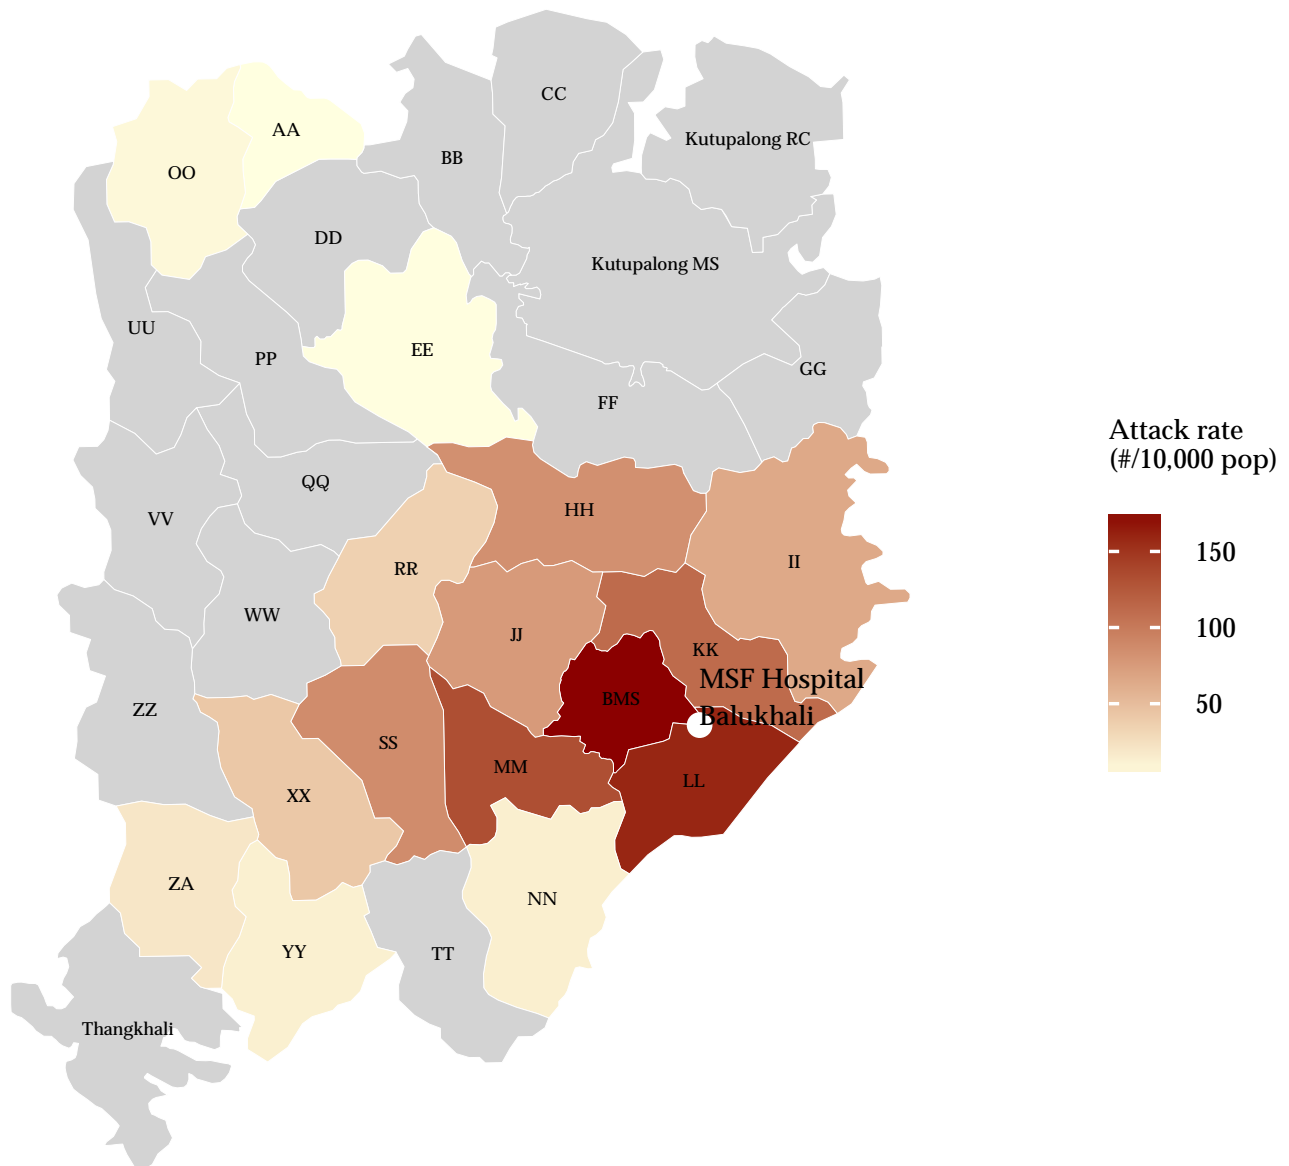 CC
AA
Kutupalong RC
BB
OO
DD
Kutupalong MS
UU
EE
PP
GG
FF
Attack rate
(#/10,000 pop)
QQ
HH
VV
150
II
RR
WW
JJ
100
KK
MSF Hospital
Balukhali
BMS
50
ZZ
SS
MM
LL
XX
ZA
NN
YY
TT
Thangkhali